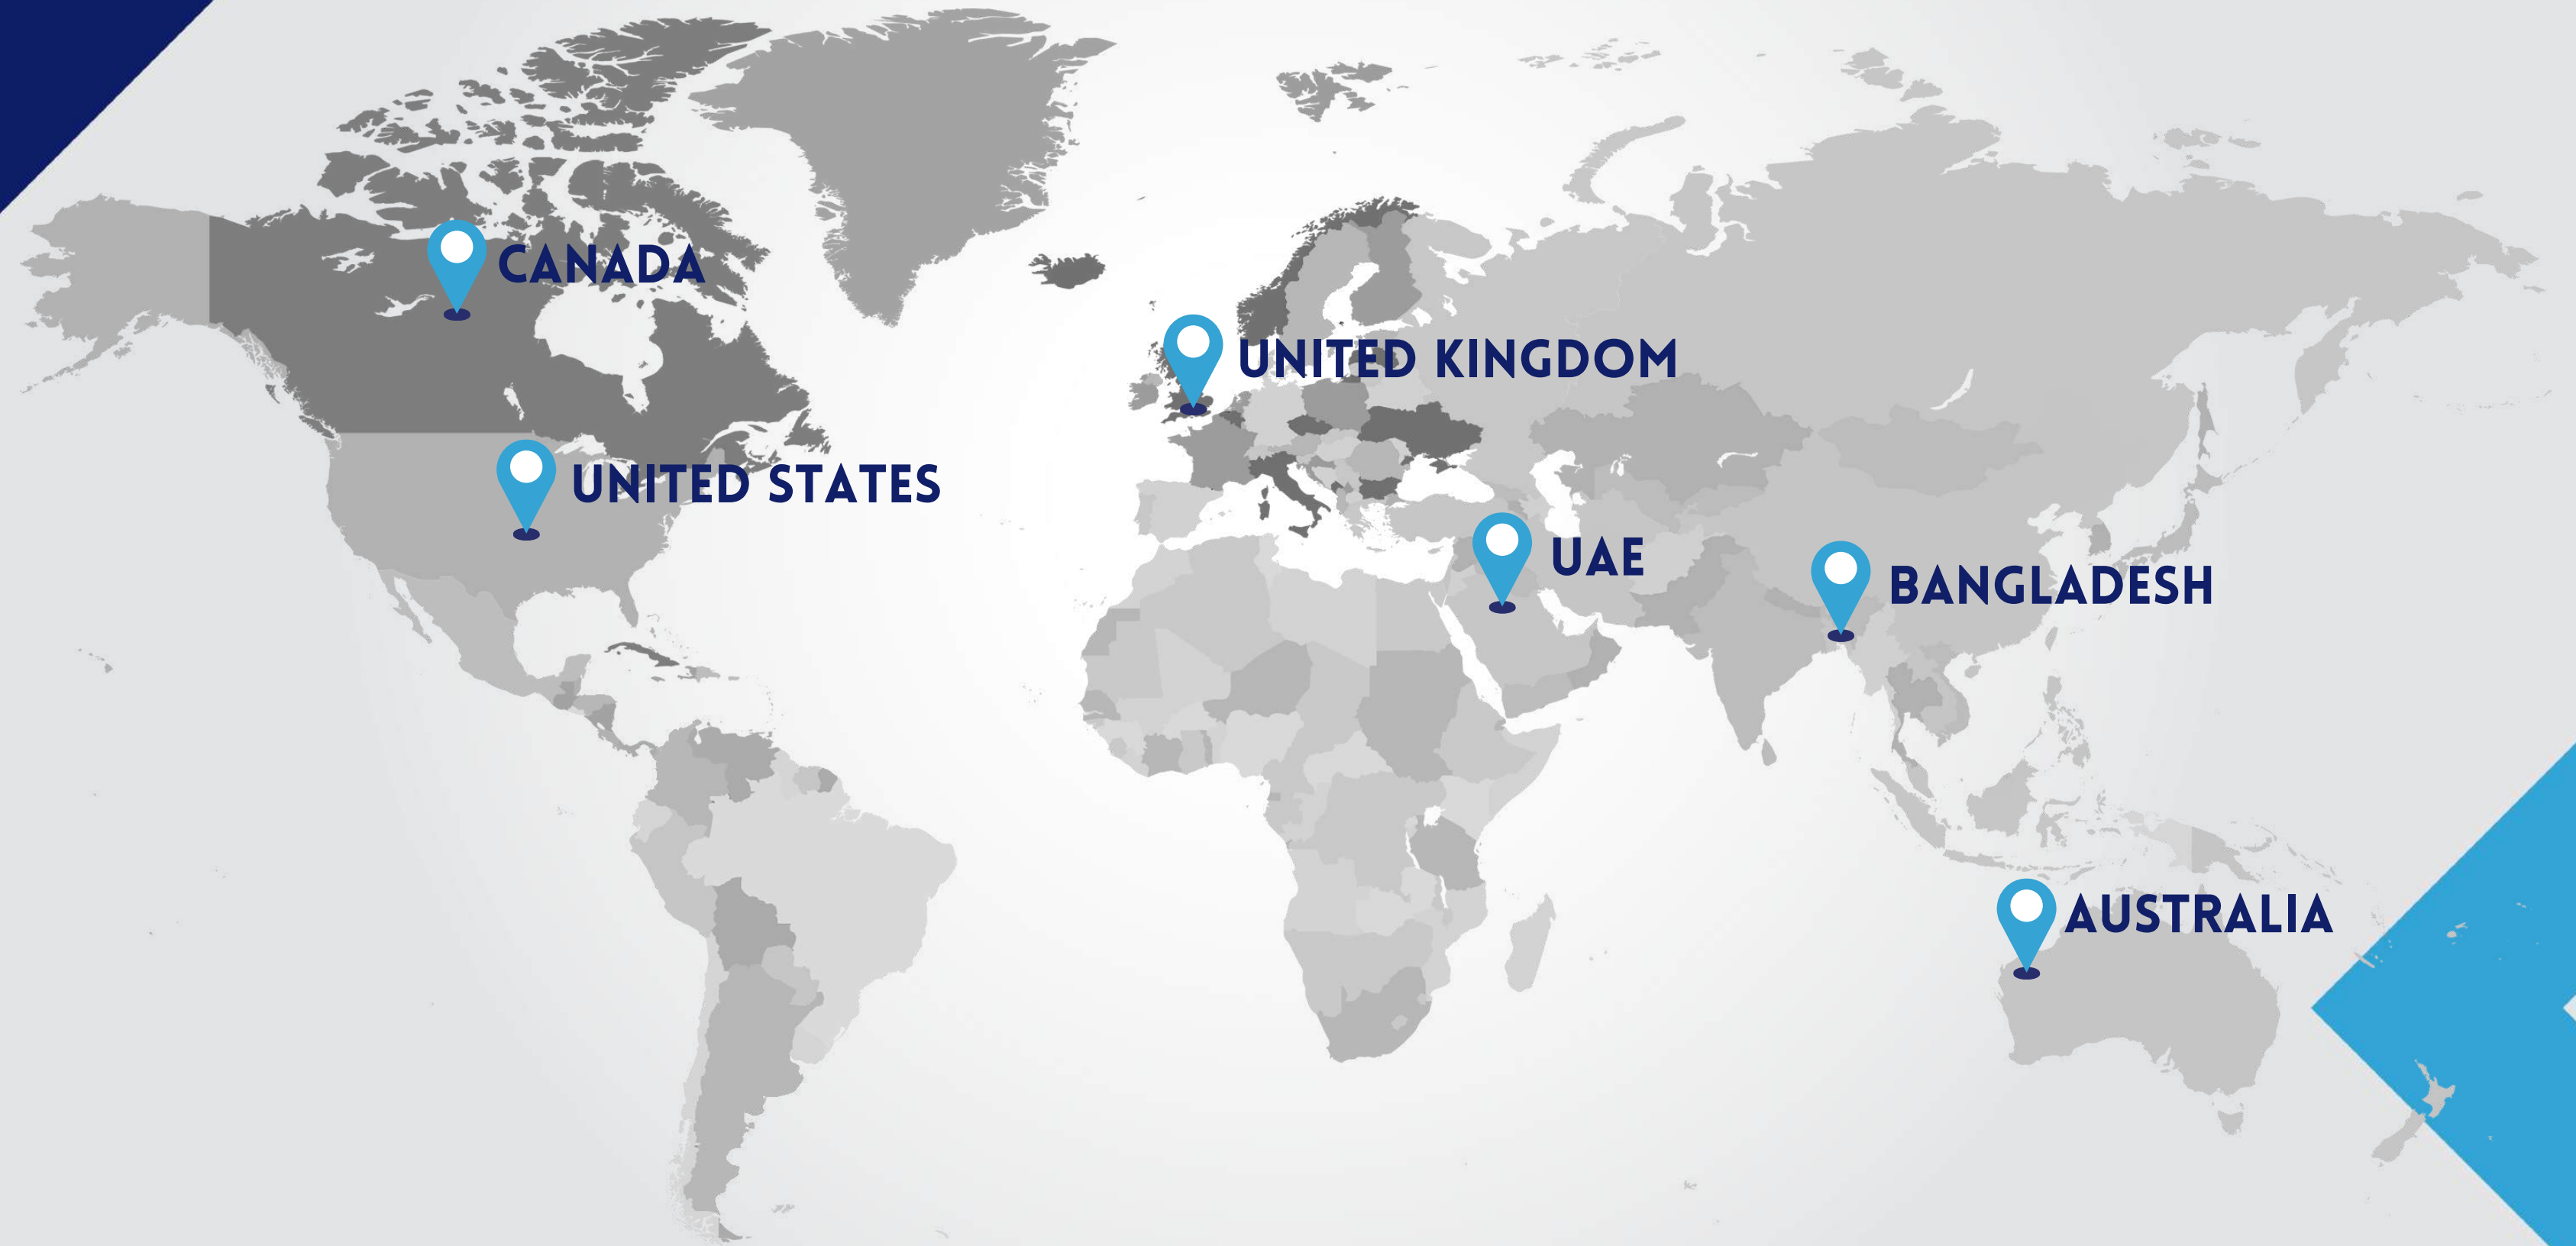 CANADA
UNITED KINGDOM
UNITED STATES
UAE
BANGLADESH
AUSTRALIA